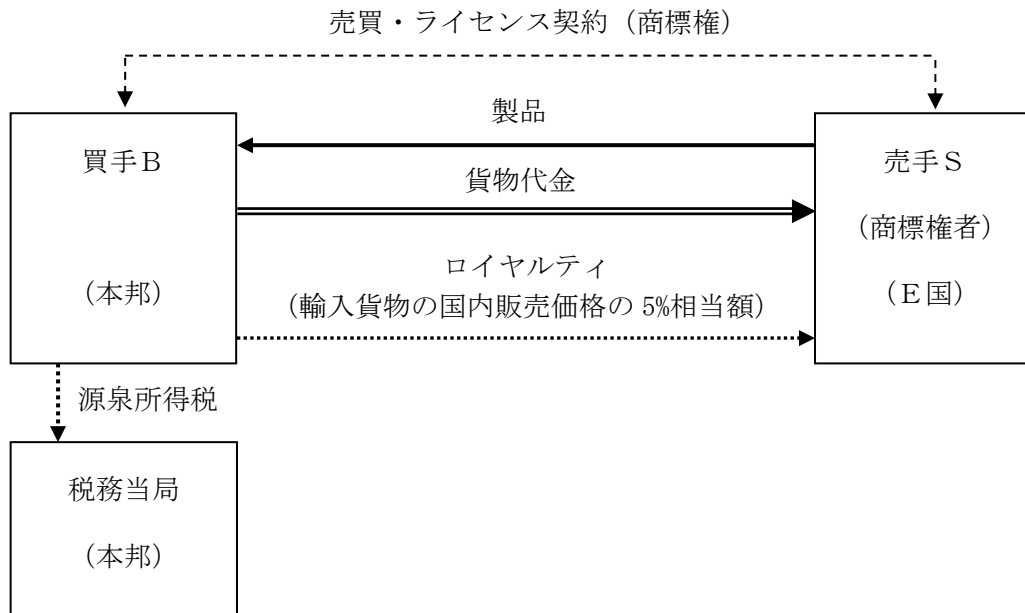 売買・ライセンス契約（商標権）
製品
買手Ｂ
（本邦）
貨物代金
ロイヤルティ
（輸入貨物の国内販売価格の 5%相当額）
売手Ｓ
（商標権者）
（Ｅ国）
源泉所得税
税務当局
（本邦）